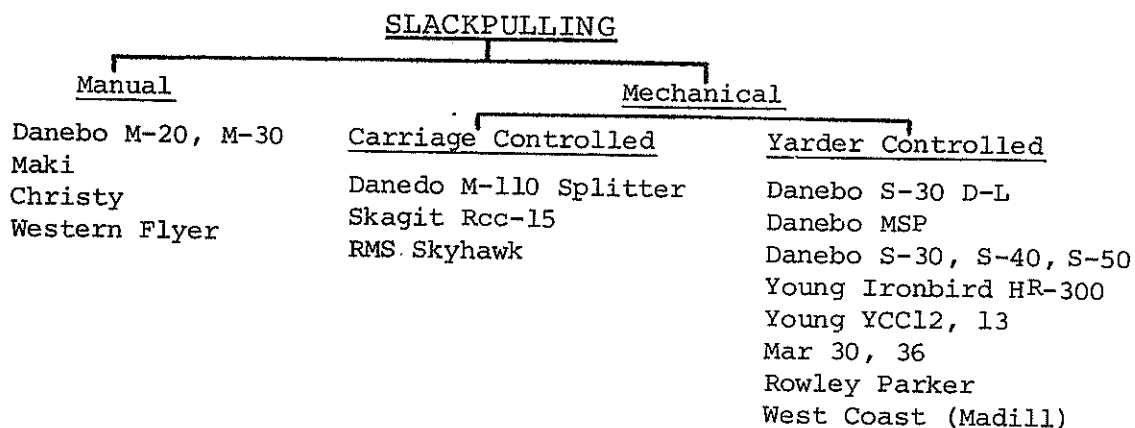 SLACKPULLING
Manual
Mechanical
Danebo M-20, M-30
Maki
Christy
Western Flyer
Carriage Controlled
Danedo M-110 Splitter
Skagit Rcc-15
RMS Skyhawk
Yarder Controlled
Danebo S-30 D-L
Danebo MSP
Danebo S-30, S-40, S-50
Young Ironbird HR-300
Young YCC12, 13
Mar 30, 36
Rowley Parker
West Coast (Madill)